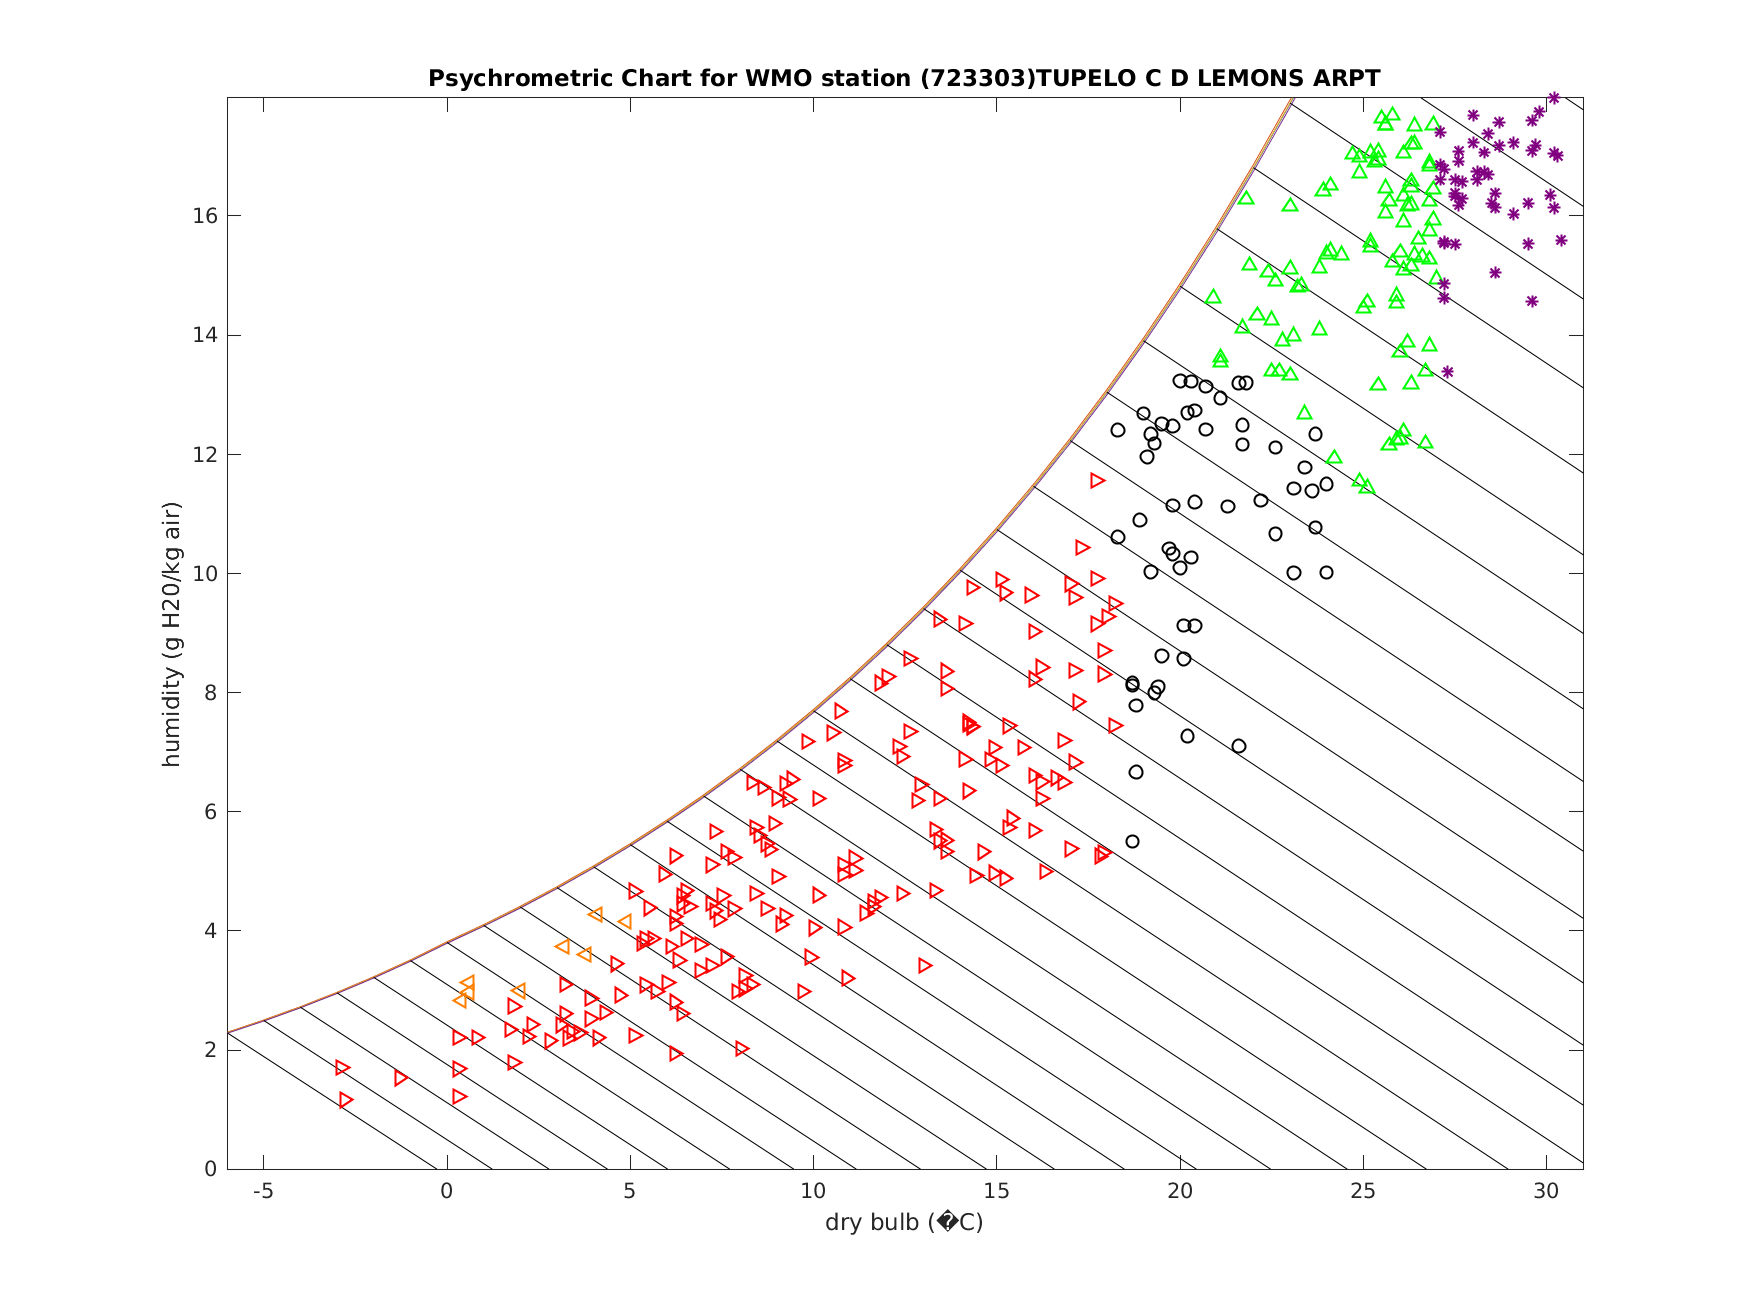 Psychrometric Chart for WMO station (723303)TUPELO C D LEMONS ARPT
humidity (g H20/kg air)
16
14
12
10
8
6
4
2
0
-5 0 5 10 15 20 25 30
dry bulb (�C)